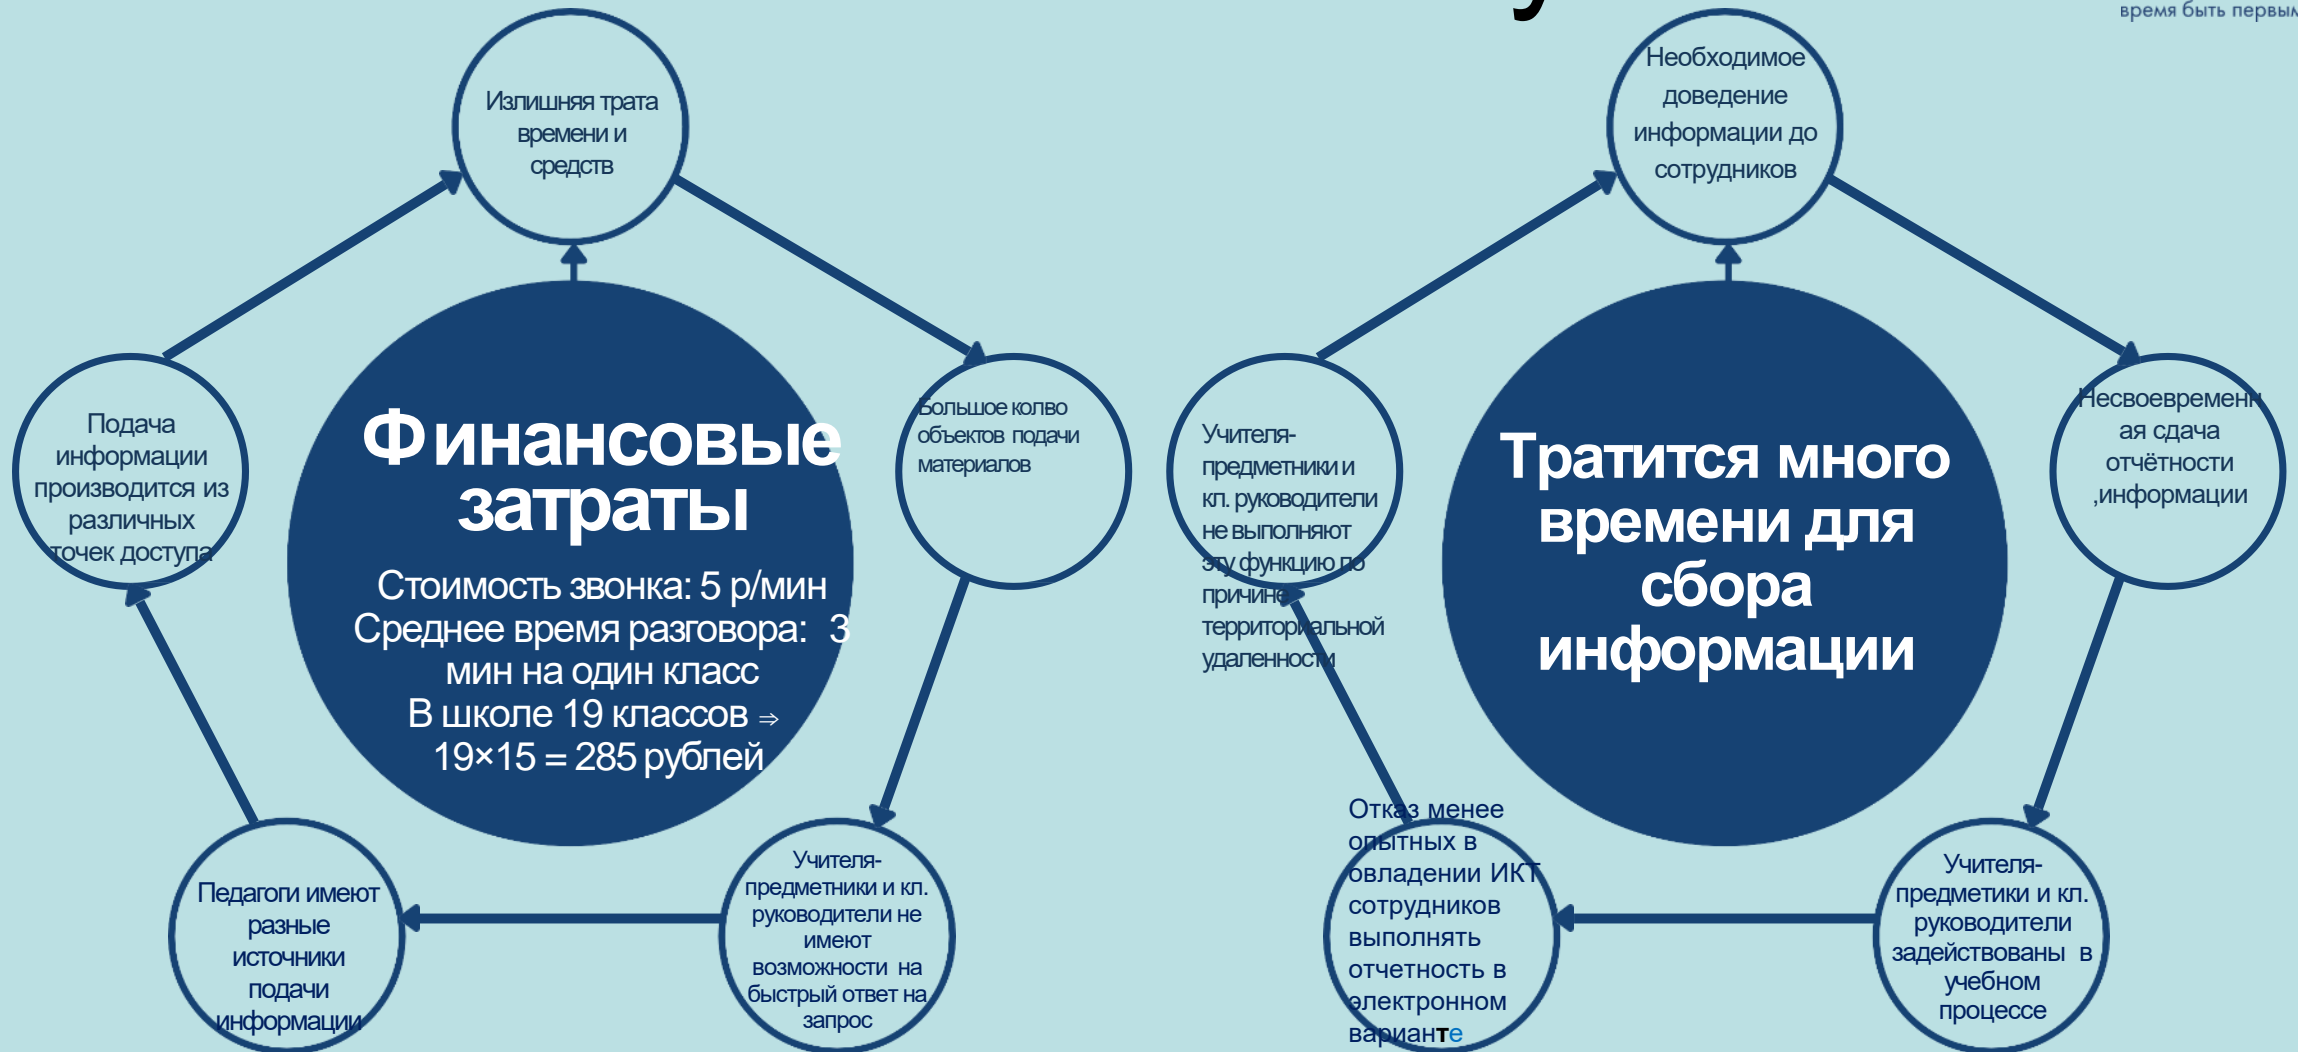 время быть первым
Излишняя трата
времени и
средств
Большое колво
объектов подачи
материалов
Учителя-
предметники и кл.
руководители не
имеют
возможности на
быстрый ответ на
запрос
Педагоги имеют
разные
источники
подачи
информации
Подача
информации
производится из
различных
точек доступа
Финансовые
затраты
Стоимость звонка: 5 р/мин
Среднее время разговора: 3
мин на один класс
В школе 19 классов ⇒
19×15 = 285 рублей
Необходимое
доведение
информации до
сотрудников
Несвоевременн
ая сдача
отчётности
,информации
Учителя-
предметики и кл.
руководители
задействованы в
учебном
процессе
Отказ менее
опытных в
овладении ИКТ
сотрудников
выполнять
отчетность в
электронном
варианте
Учителя-
предметники и
кл. руководители
не выполняют
эту функцию по
причине
территориальной
удаленности
Тратится много
времени для
сбора
информации